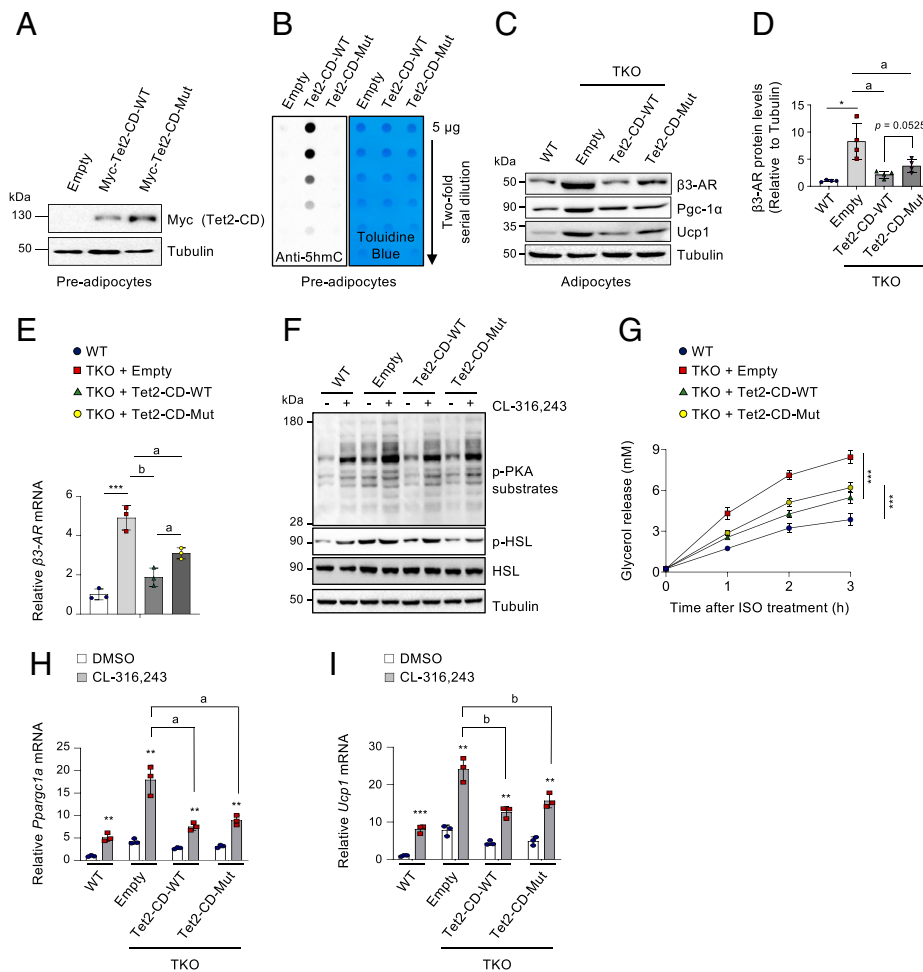 A
Empty
Myc-Tet2-CD-WT
Myc-Tet2-CD-Mut
kDa
130
Myc (Tet2-CD)
50
Tubulin
Pre-adipocytes
B
Empty
Tet2-CD-WT
Tet2-CD-Mut
Empty
Tet2-CD-WT
Tet2-CD-Mut
5 µg
Two-fold
serial dilution
Anti-5hmC
Toluidine
Blue
Pre-adipocytes
C
TKO
WT
Empty
Tet2-CD-WT
Tet2-CD-Mut
kDa
50
β3-AR
90
Pgc-1α
35
Ucp1
50
Tubulin
Adipocytes
D
β3-AR protein levels
(Relative to Tubulin)
15
10
5
0
a
a
*
p = 0.0525
WT
Empty
Tet2-CD-WT
Tet2-CD-Mut
TKO
E
WT
TKO + Empty
TKO + Tet2-CD-WT
TKO + Tet2-CD-Mut
Relative β3-AR mRNA
6
4
2
0
***
a
b
a
F
WT
Empty
Tet2-CD-WT
Tet2-CD-Mut
kDa
- + - + - + - +
CL-316,243
180
p-PKA
substrates
28
90
p-HSL
90
HSL
50
Tubulin
G
WT
TKO + Empty
TKO + Tet2-CD-WT
TKO + Tet2-CD-Mut
Glycerol release (mM)
9
6
3
0
***
***
0 1 2 3
Time after ISO treatment (h)
H
DMSO
CL-316,243
Relative Ppargc1a mRNA
25
20
15
10
5
0
a
a
**
**
**
**
WT
Empty
Tet2-CD-WT
Tet2-CD-Mut
TKO
I
DMSO
CL-316,243
Relative Ucp1 mRNA
30
20
10
0
b
b
***
**
**
**
WT
Empty
Tet2-CD-WT
Tet2-CD-Mut
TKO